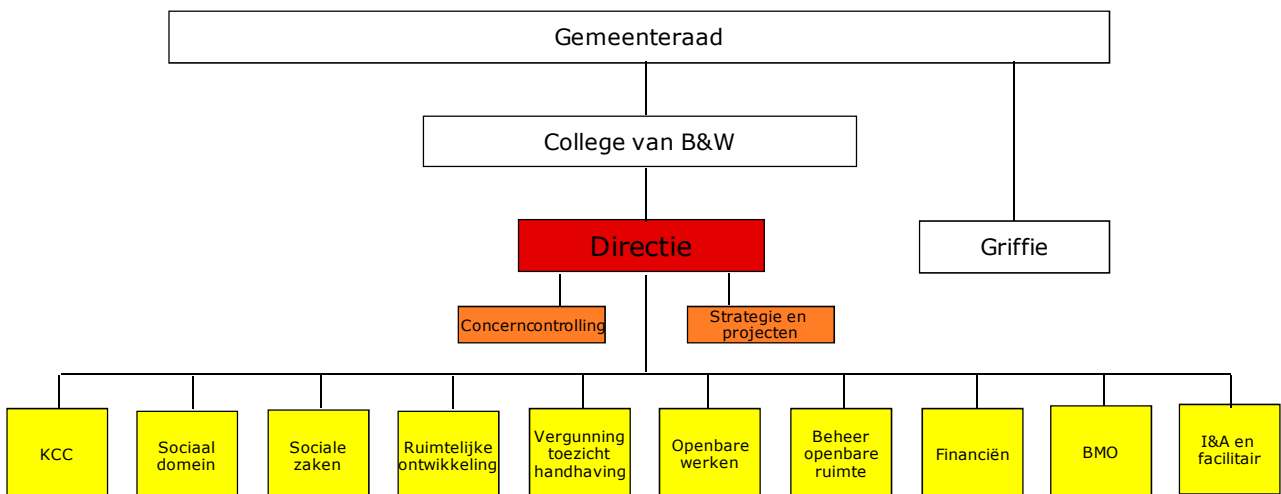 Gemeenteraad
College van B&W
Directie
Griffie
Concerncontrolling
Strategie en
projecten
KCC
Sociaal
domein
Sociale
zaken
Ruimtelijke
ontwikkeling
Vergunning
toezicht
handhaving
Openbare
werken
Beheer
openbare
ruimte
Financiën
BMO
I&A en
facilitair